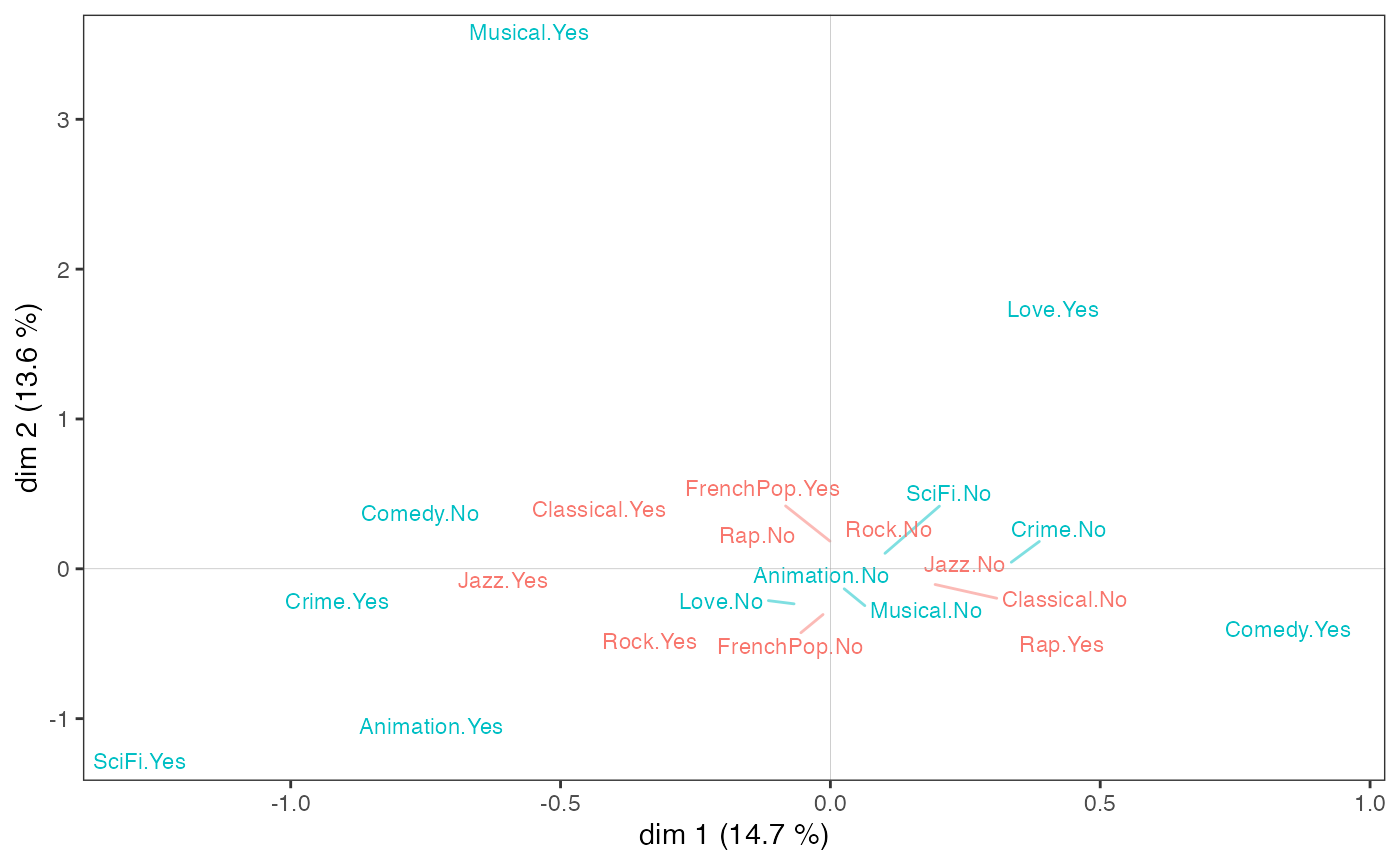 Musical.Yes
3
2
Love.Yes
1
FrenchPop.Yes
SciFi.No
Comedy.No
Classical.Yes
Rap.No
Rock.No
Crime.No
0
Jazz.No
Animation.No
Jazz.Yes
Crime.Yes
Love.No
Musical.No
Classical.No
Comedy.Yes
Rock.Yes
FrenchPop.No
Rap.Yes
-1
Animation.Yes
SciFi.Yes
-1.0
-0.5
0.0
0.5
1.0
dim 1 (14.7 %)
dim 2 (13.6 %)